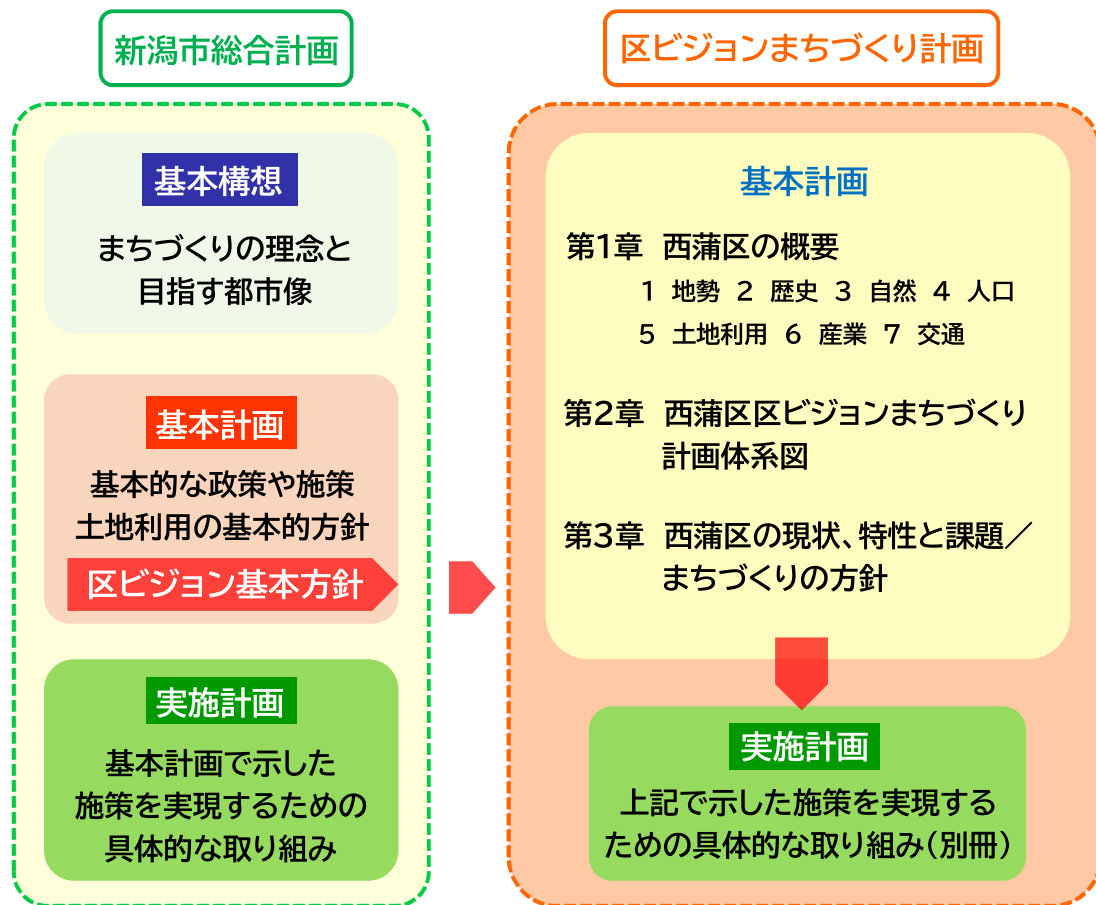 新潟市総合計画
基本構想
まちづくりの理念と
目指す都市像
基本計画
基本的な政策や施策
土地利用の基本的方針
区ビジョン基本方針
実施計画
基本計画で示した
施策を実現するための
具体的な取り組み
区ビジョンまちづくり計画
基本計画
第1章 西蒲区の概要
1 地勢 2 歴史 3 自然 4 人口
5 土地利用 6 産業 7 交通
第2章 西蒲区区ビジョンまちづくり
計画体系図
第3章 西蒲区の現状、特性と課題／
まちづくりの方針
実施計画
上記で示した施策を実現する
ための具体的な取り組み（別冊）